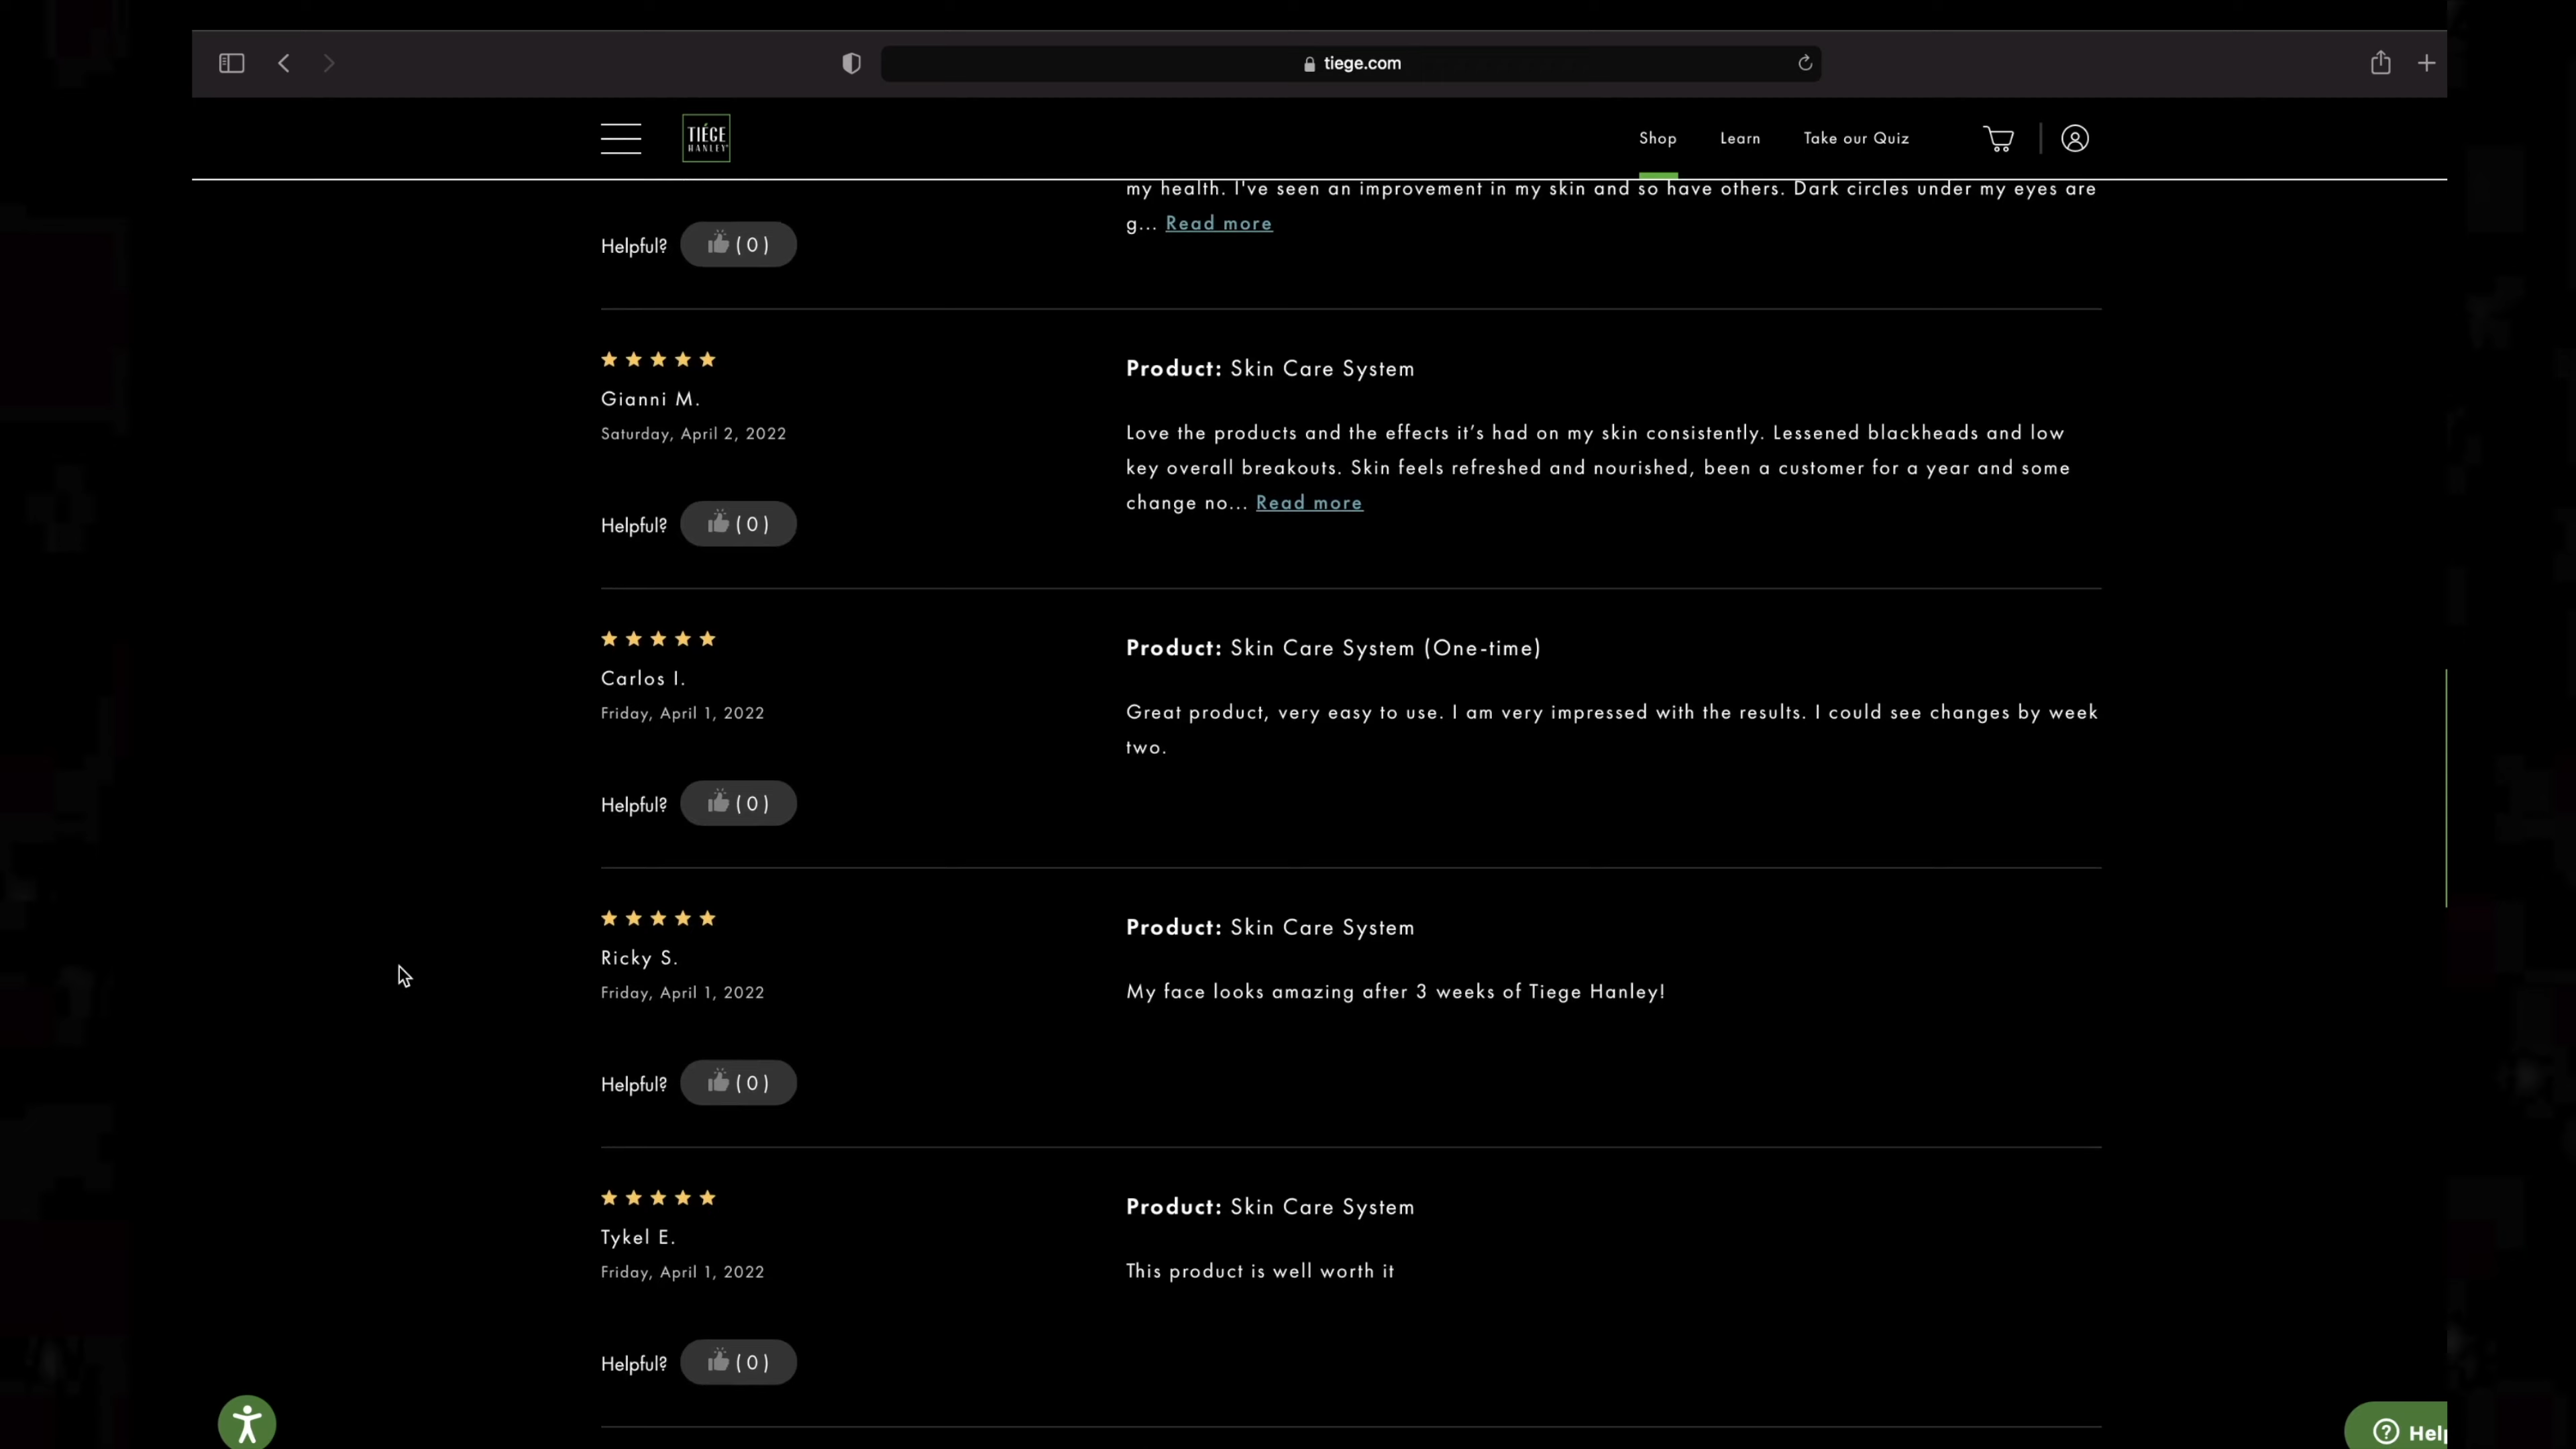 tiege.com
TIÉGE
HANLEY
Shop
Learn
Take our Quiz
my health. I've seen an improvement in my skin and so have others. Dark circles under my eyes are
g... Read more
Helpful? (0)
Gianni M.
Saturday, April 2, 2022
Product: Skin Care System
Love the products and the effects it’s had on my skin consistently. Lessened blackheads and low
key overall breakouts. Skin feels refreshed and nourished, been a customer for a year and some
change no... Read more
Helpful? (0)
Carlos I.
Friday, April 1, 2022
Product: Skin Care System (One-time)
Great product, very easy to use. I am very impressed with the results. I could see changes by week
two.
Helpful? (0)
Ricky S.
Friday, April 1, 2022
Product: Skin Care System
My face looks amazing after 3 weeks of Tiege Hanley!
Helpful? (0)
Tykel E.
Friday, April 1, 2022
Product: Skin Care System
This product is well worth it
Helpful? (0)
Help